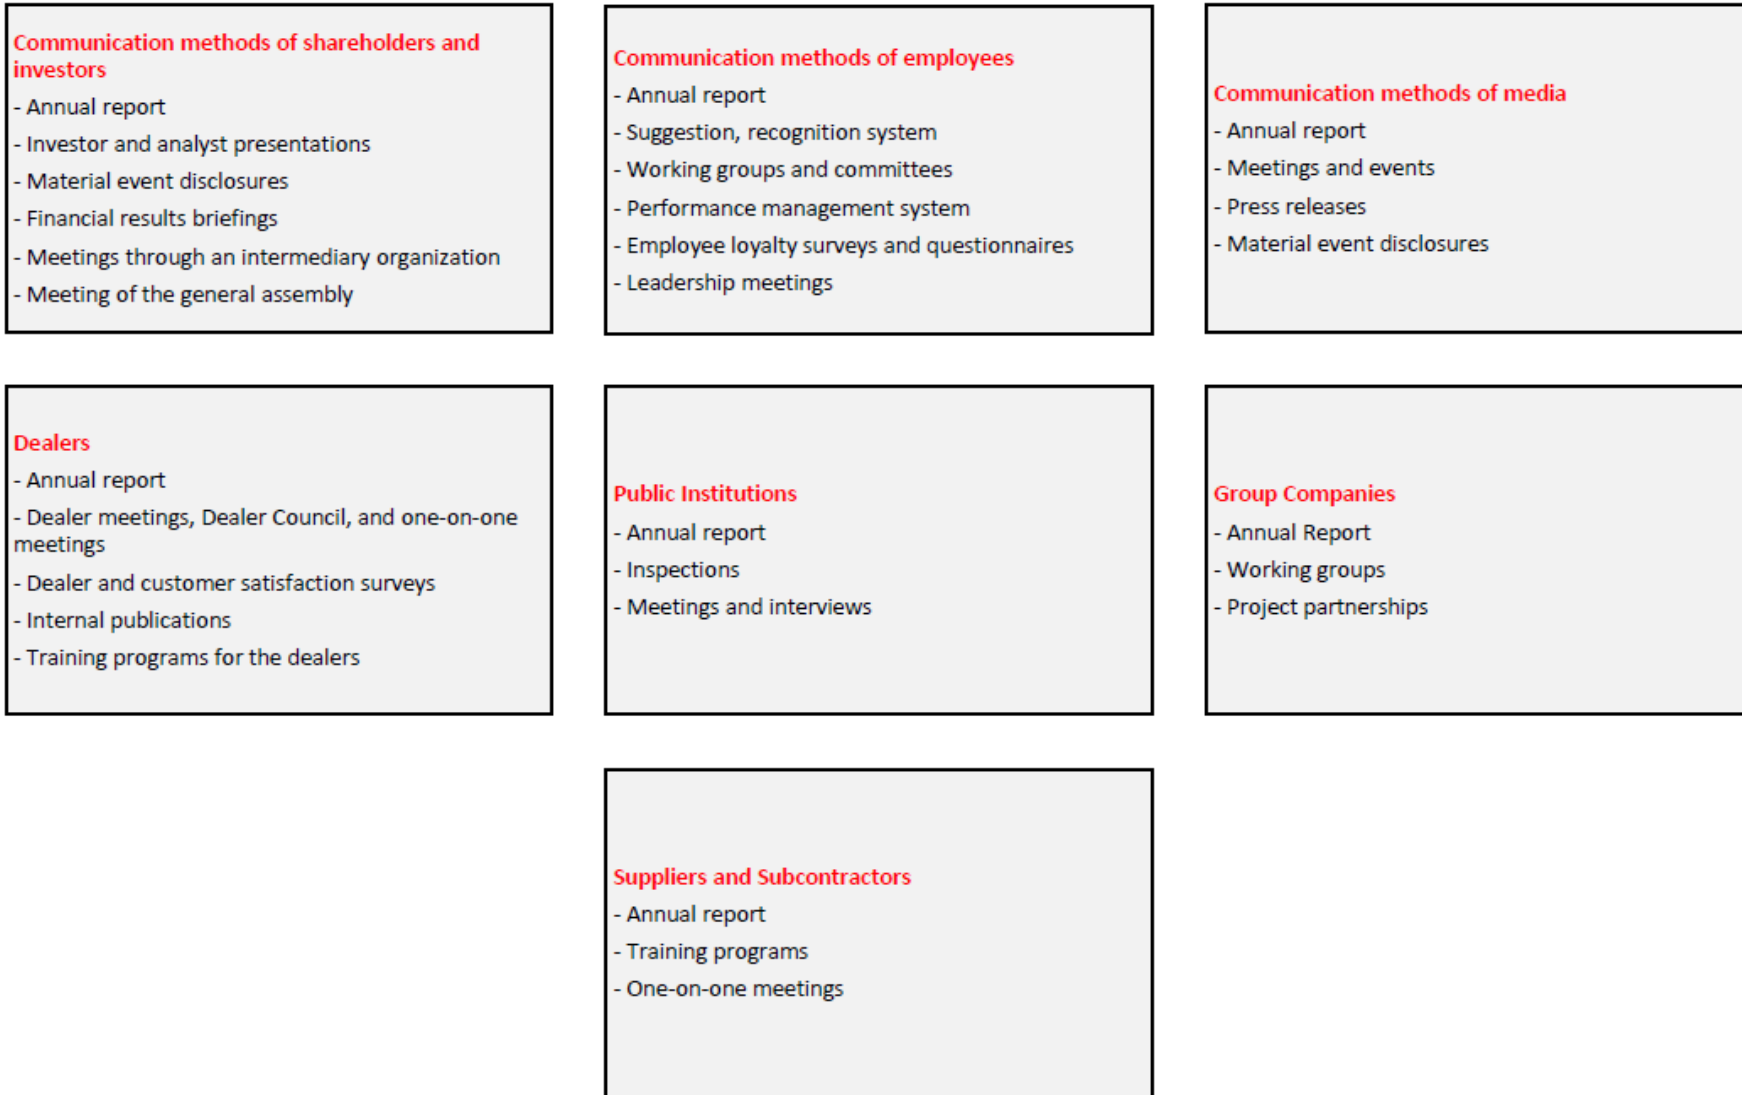 Communication methods of shareholders and
investors
- Annual report
- Investor and analyst presentations
- Material event disclosures
- Financial results briefings
- Meetings through an intermediary organization
- Meeting of the general assembly
Communication methods of employees
- Annual report
- Suggestion, recognition system
- Working groups and committees
- Performance management system
- Employee loyalty surveys and questionnaires
- Leadership meetings
Communication methods of media
- Annual report
- Meetings and events
- Press releases
- Material event disclosures
Dealers
- Annual report
- Dealer meetings, Dealer Council, and one-on-one
meetings
- Dealer and customer satisfaction surveys
- Internal publications
- Training programs for the dealers
Public Institutions
- Annual report
- Inspections
- Meetings and interviews
Group Companies
- Annual Report
- Working groups
- Project partnerships
Suppliers and Subcontractors
- Annual report
- Training programs
- One-on-one meetings